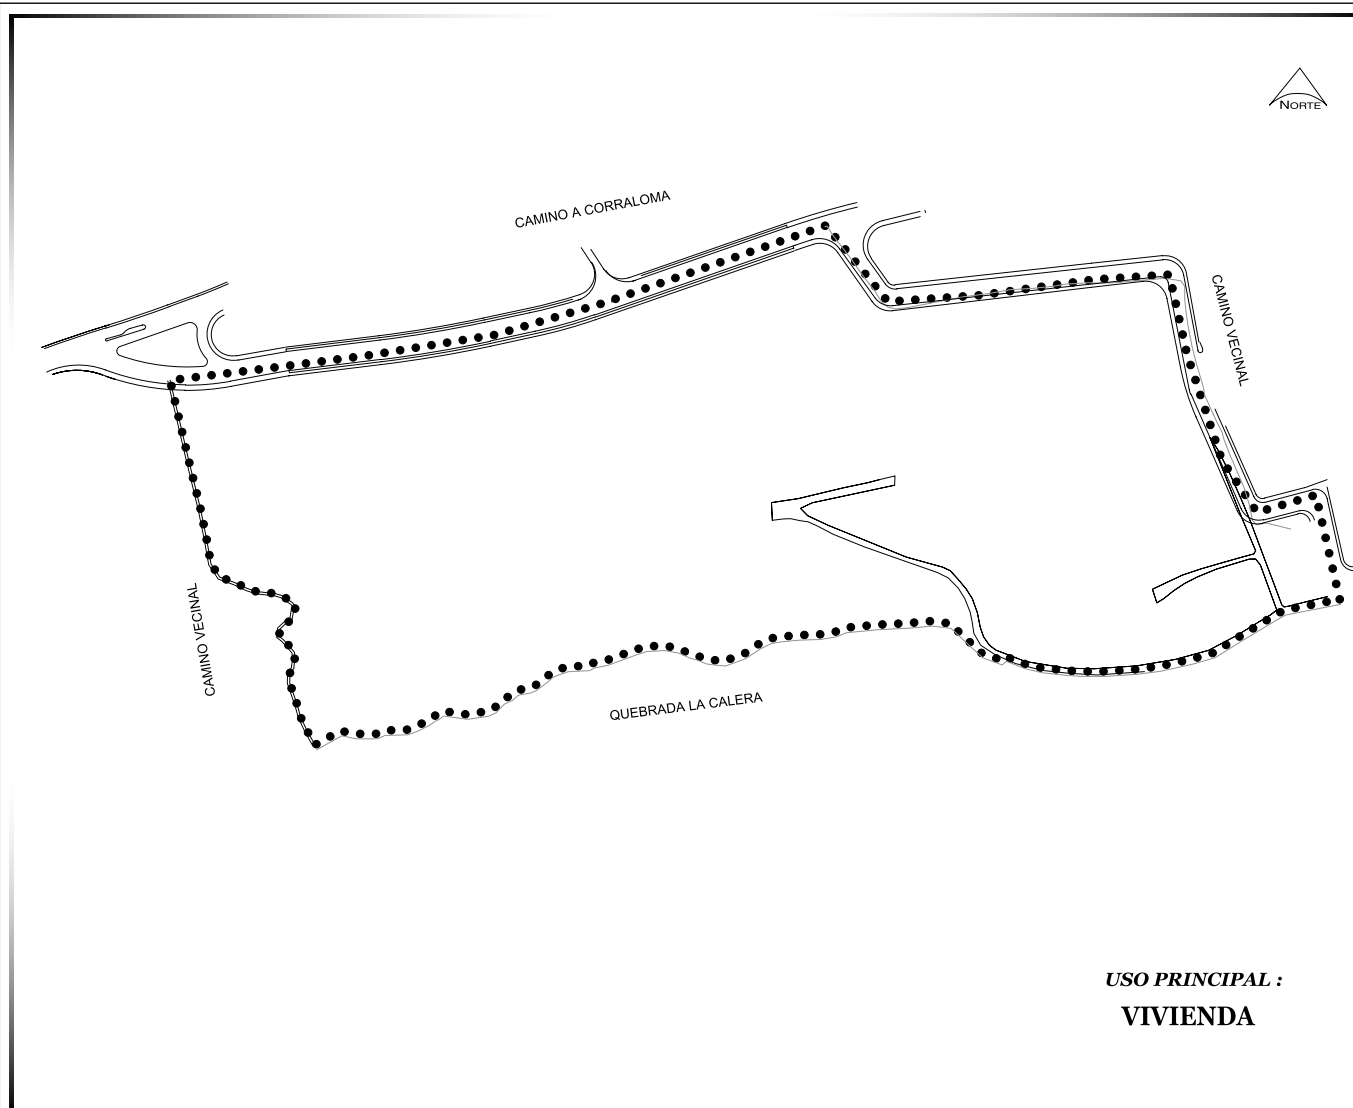 NORTE
CAMINO A CORRALOMA
CAMINO VECINAL
CAMINO VECINAL
QUEBRADA LA CALERA
USO PRINCIPAL :
VIVIENDA